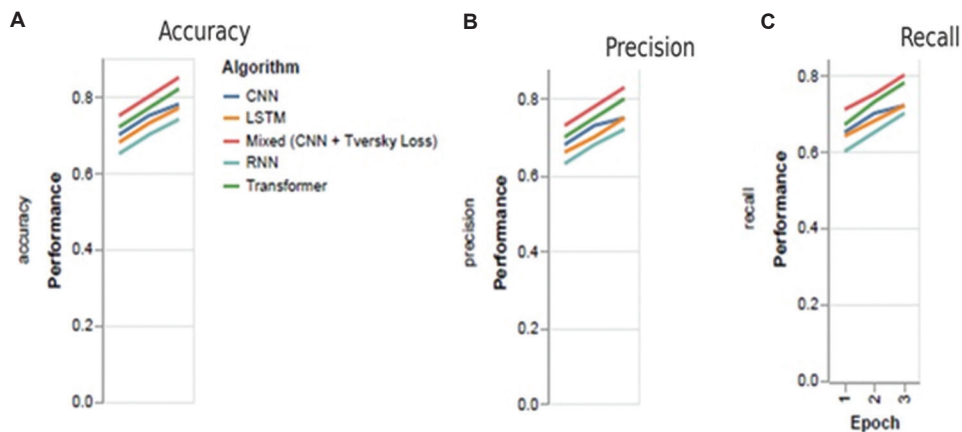 A
Accuracy
accuracy
Performance
0.8
0.6
0.4
0.2
0.0
Algorithm
CNN
LSTM
Mixed (CNN + Tversky Loss)
RNN
Transformer
B
Precision
precision
Performance
0.8
0.6
0.4
0.2
0.0
C
Recall
recall
Performance
0.8
0.6
0.4
0.2
0.0
1
2
3
Epoch